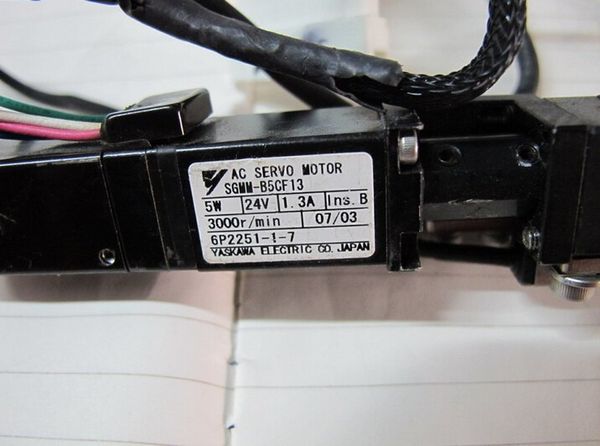 AC SERVO MOTOR
SGMM-B5CF13
5W 24V 1.3A Ins.B
3000r/min 07/03
6P2251-1-7
YASKAWA ELECTRIC CO. JAPAN